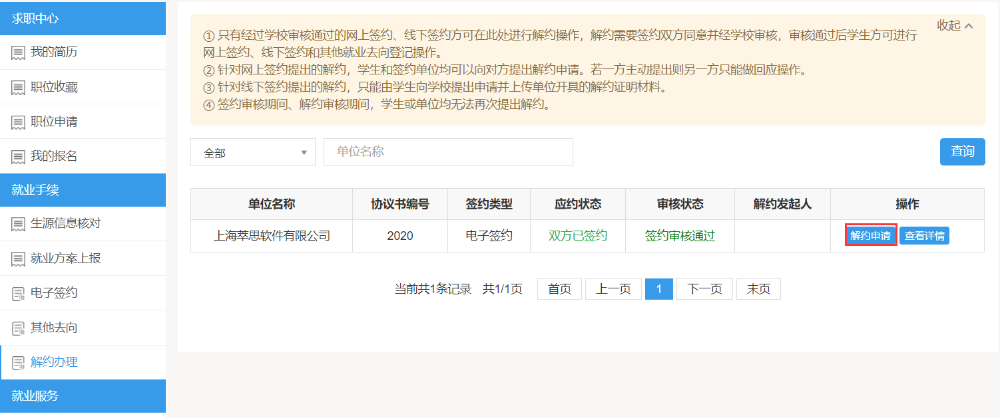 求职中心
我的简历
职位收藏
职位申请
我的报名
就业手续
生源信息核对
就业方案上报
电子签约
其他去向
解约办理
就业服务
收起
① 只有经过学校审核通过的网上签约、线下签约方可在此处进行解约操作，解约需要签约双方同意并经学校审核，审核通过后学生方可进行
网上签约、线下签约和其他就业去向登记操作。
② 针对网上签约提出的解约，学生和签约单位均可以向对方提出解约申请。若一方主动提出则另一方只能做回应操作。
③ 针对线下签约提出的解约，只能由学生向学校提出申请并上传单位开具的解约证明材料。
④ 签约审核期间、解约审核期间，学生或单位均无法再次提出解约。
全部 单位名称 查询
单位名称 协议书编号 签约类型 应约状态 审核状态 解约发起人 操作
上海萃思软件有限公司 2020 电子签约 双方已签约 签约审核通过 解约申请 查看详情
当前共1条记录 共1/1页 首页 上一页 1 下一页 末页